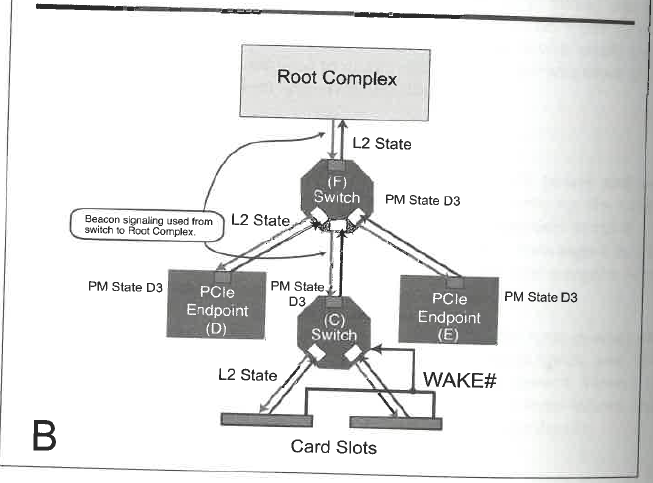 Root Complex
L2 State
(F)
Switch
PM State D3
Beacon signaling used from
switch to Root Complex.
L2 State
PM State D3
PCIe
Endpoint
(D)
PM State
D3
(C)
Switch
PCIe
Endpoint
(E)
PM State D3
L2 State
WAKE#
Card Slots
B